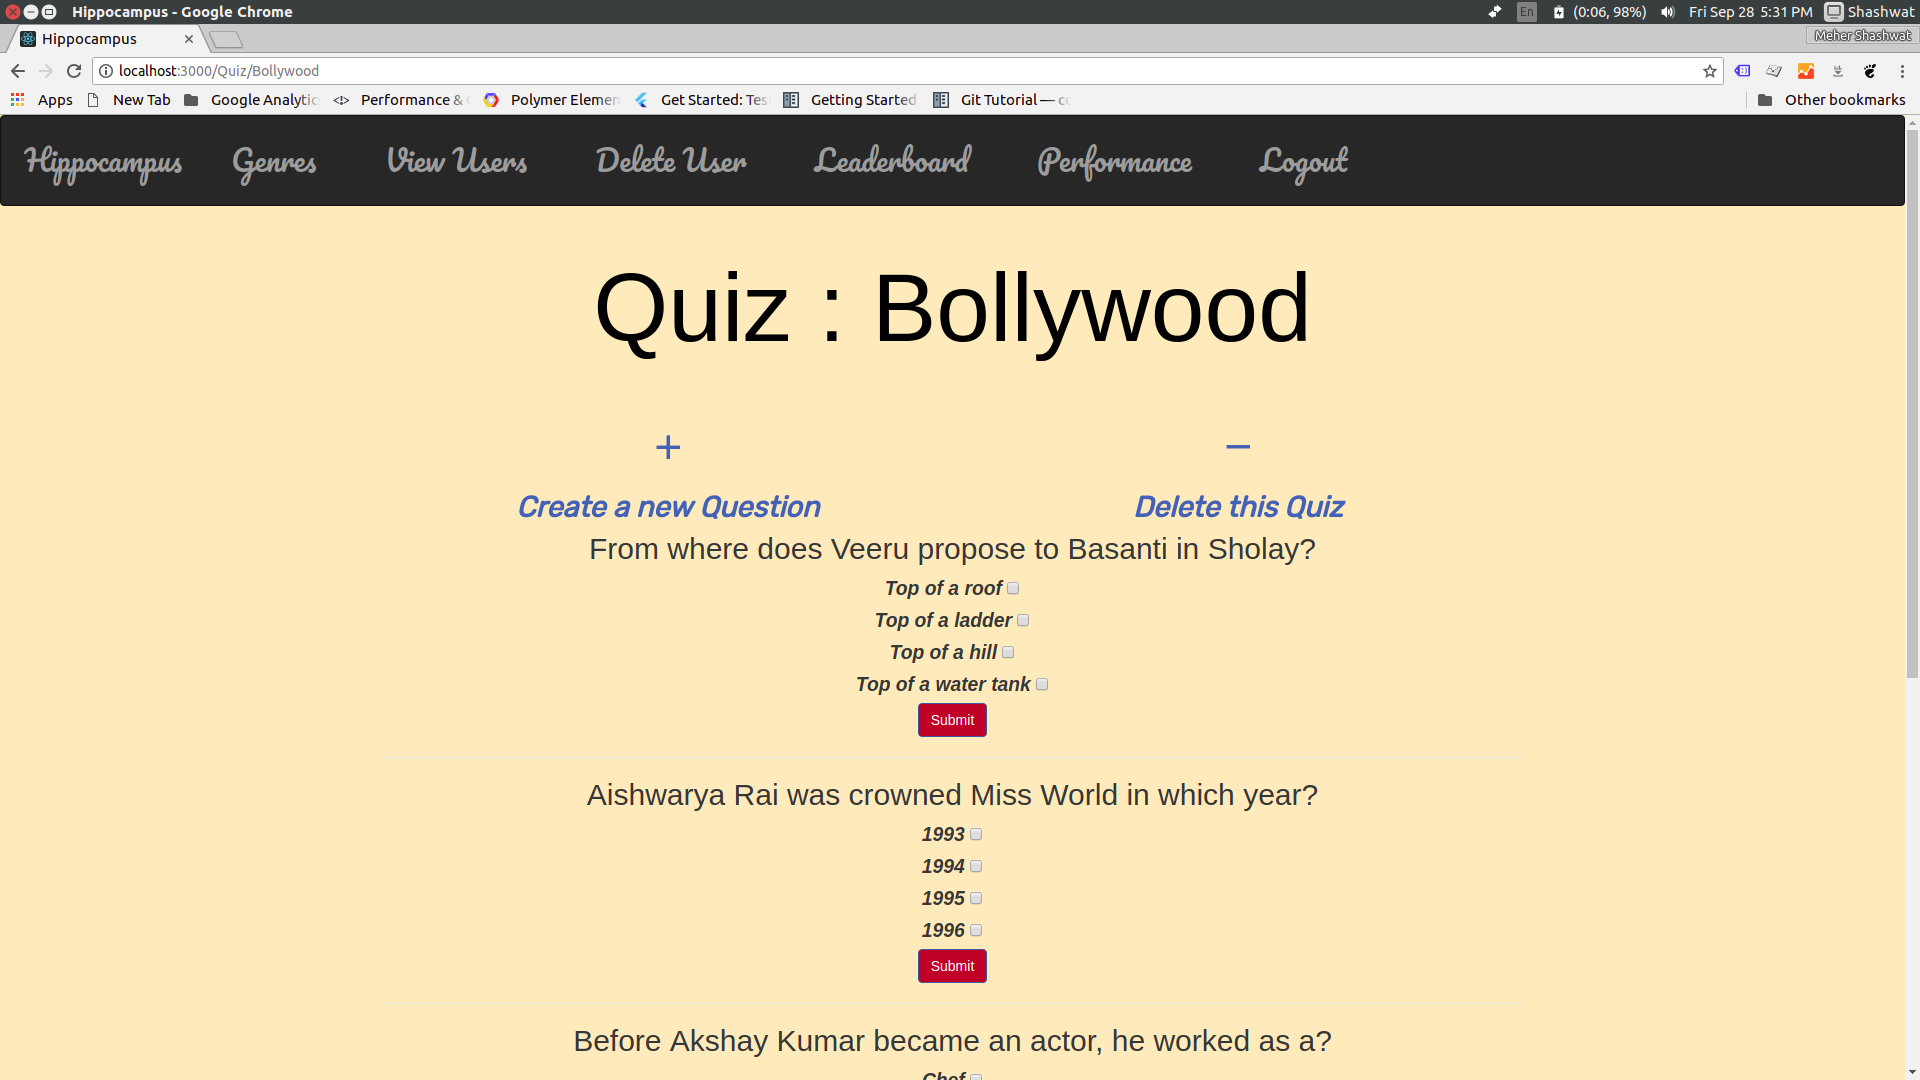 Hippocampus - Google Chrome
En (0:06, 98%) Fri Sep 28 5:31 PM Shashwat
Hippocampus
Meher Shashwat
localhost:3000/Quiz/Bollywood
Apps New Tab Google Analytic Performance & Polymer Elemen Get Started: Tes Getting Started Git Tutorial — co Other bookmarks
Hippocampus Genres View Users Delete User Leaderboard Performance Logout
Quiz : Bollywood
+ −
Create a new Question Delete this Quiz
From where does Veeru propose to Basanti in Sholay?
Top of a roof
Top of a ladder
Top of a hill
Top of a water tank
Submit
Aishwarya Rai was crowned Miss World in which year?
1993
1994
1995
1996
Submit
Before Akshay Kumar became an actor, he worked as a?
Chef